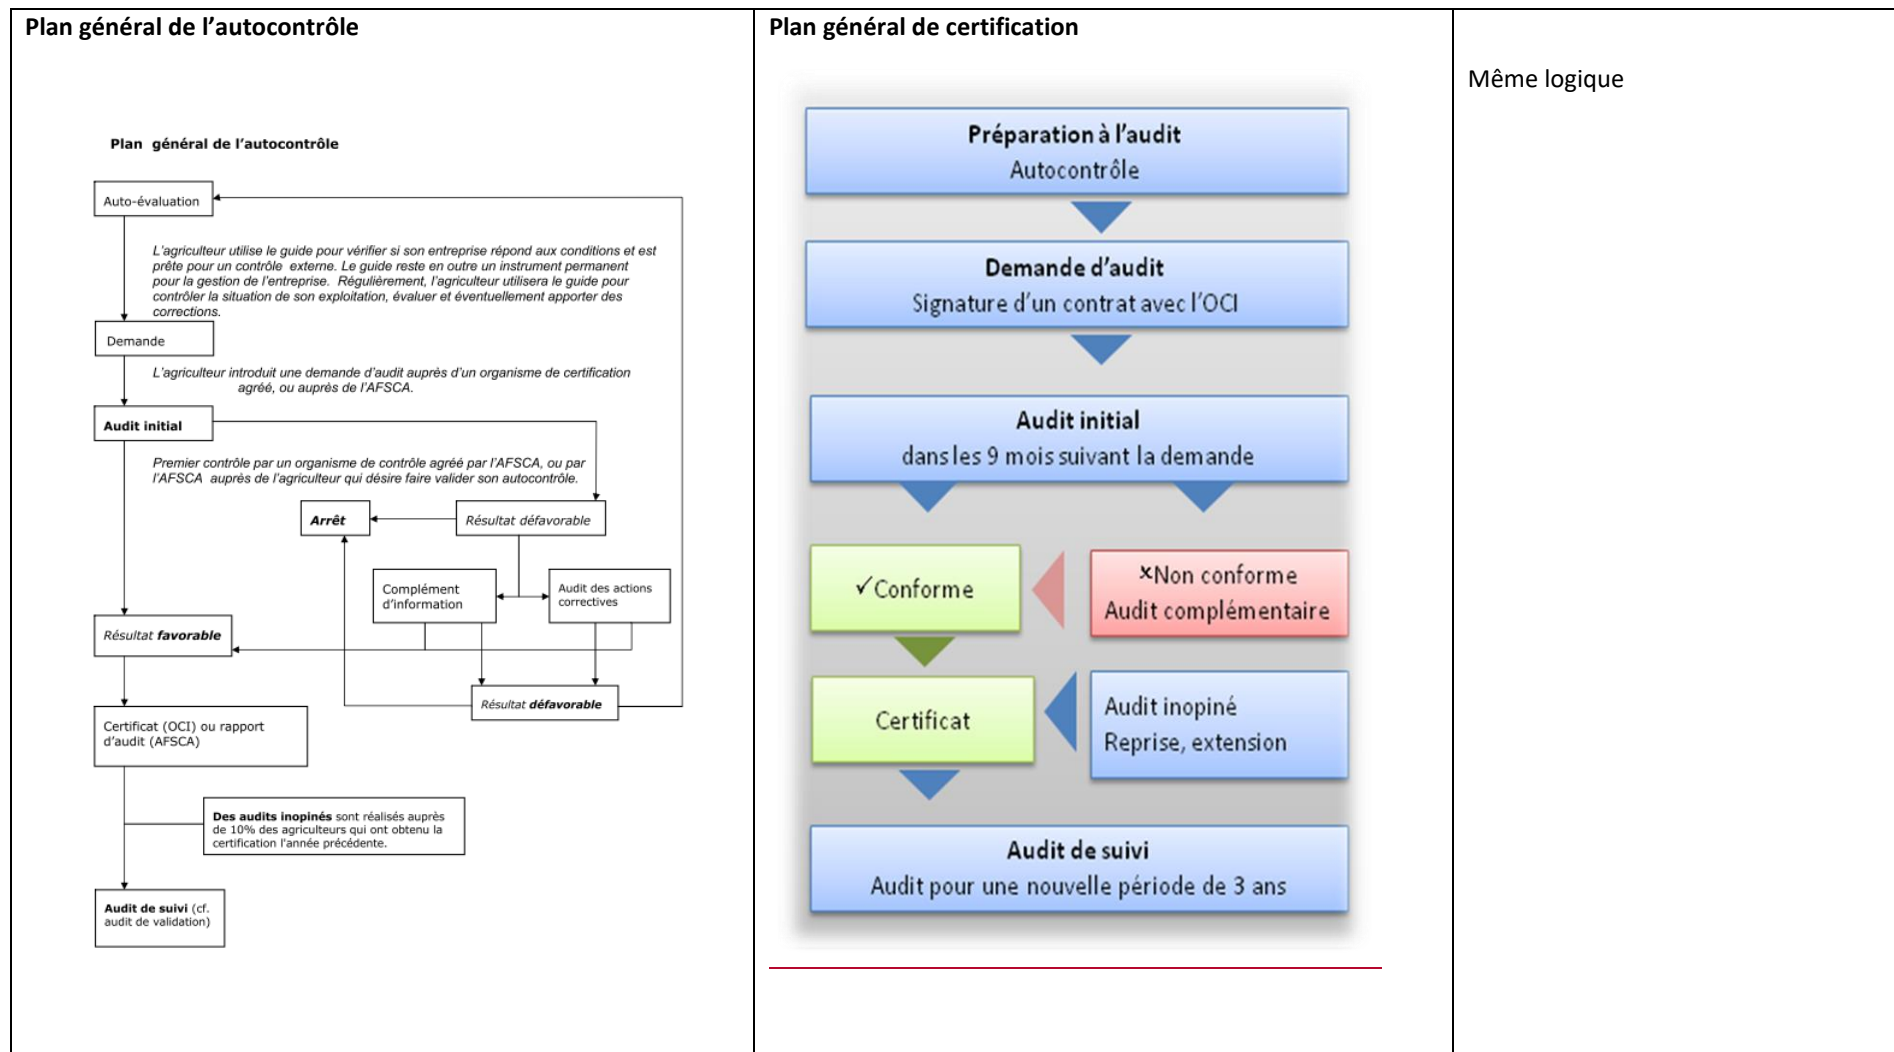 Plan général de l’autocontrôle
Plan général de l’autocontrôle
Auto-évaluation
L’agriculteur utilise le guide pour vérifier si son entreprise répond aux conditions et est
prête pour un contrôle externe. Le guide reste en outre un instrument permanent
pour la gestion de l’entreprise. Régulièrement, l’agriculteur utilisera le guide pour
contrôler la situation de son exploitation, évaluer et éventuellement apporter des
corrections.
Demande
L’agriculteur introduit une demande d’audit auprès d’un organisme de certification
agréé, ou auprès de l’AFSCA.
Audit initial
Premier contrôle par un organisme de contrôle agréé par l’AFSCA, ou par
l’AFSCA auprès de l’agriculteur qui désire faire valider son autocontrôle.
Arrêt
Résultat défavorable
Complément
d’information
Audit des actions
correctives
Résultat favorable
Résultat défavorable
Certificat (OCI) ou rapport
d’audit (AFSCA)
Des audits inopinés sont réalisés auprès
de 10% des agriculteurs qui ont obtenu la
certification l’année précédente.
Audit de suivi (cf.
audit de validation)
Plan général de certification
Préparation à l’audit
Autocontrôle
Demande d’audit
Signature d’un contrat avec l’OCI
Audit initial
dans les 9 mois suivant la demande
✓Conforme
×Non conforme
Audit complémentaire
Certificat
Audit inopiné
Reprise, extension
Audit de suivi
Audit pour une nouvelle période de 3 ans
Même logique